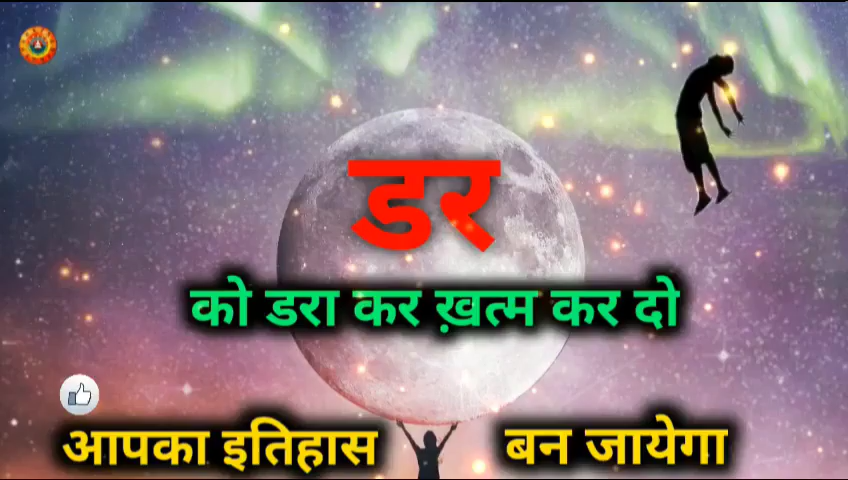 डर
को डरा कर ख़त्म कर दो
आपका इतिहास बन जायेगा